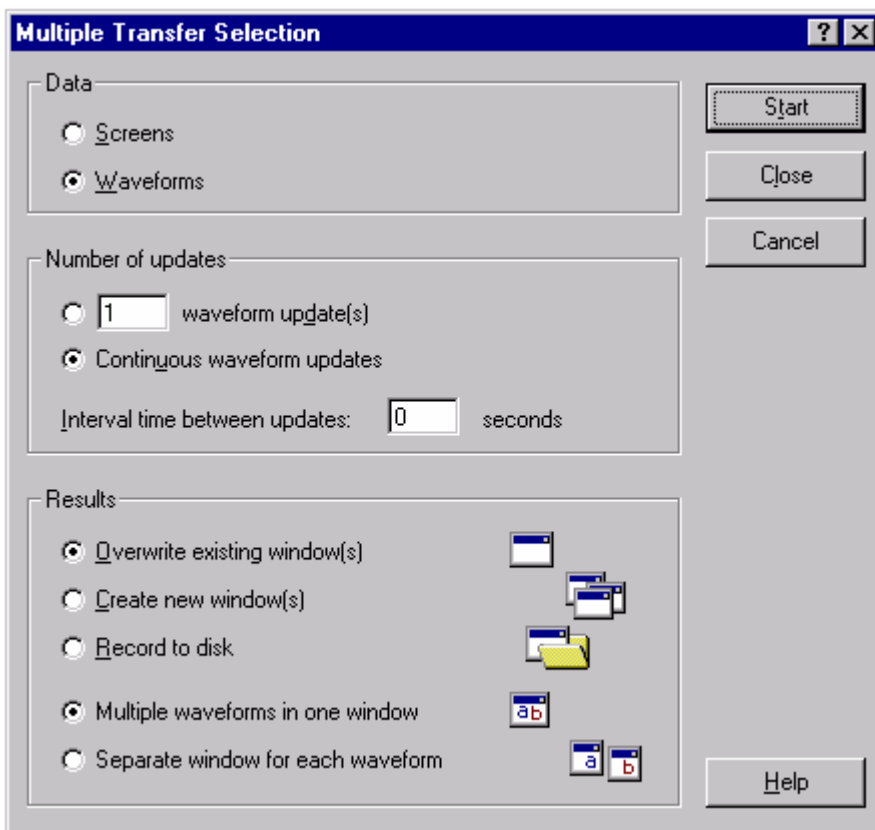 Multiple Transfer Selection
Data
Screens
Waveforms
Start
Close
Cancel
Number of updates
1 waveform update(s)
Continuous waveform updates
Interval time between updates: 0 seconds
Results
Overwrite existing window(s)
Create new window(s)
Record to disk
Multiple waveforms in one window ab
Separate window for each waveform a b
Help